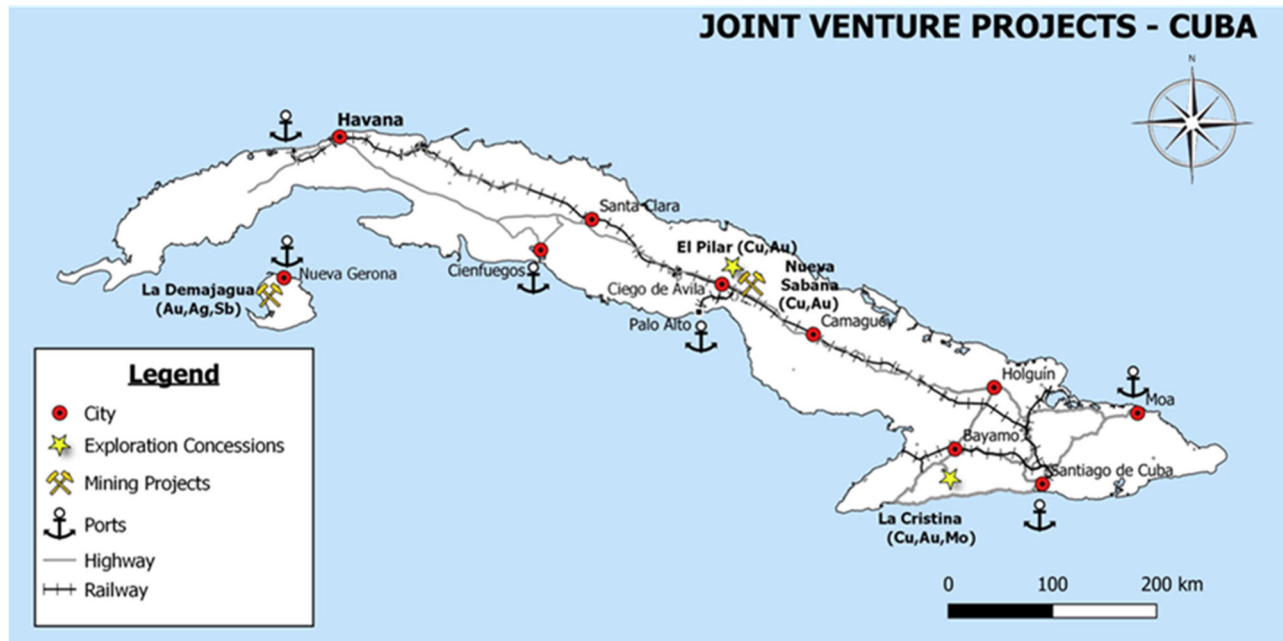 JOINT VENTURE PROJECTS - CUBA
N
Havana
Santa Clara
El Pilar (Cu,Au)
Nueva
Sabana
(Cu,Au)
Cienfuegos
Ciego de Avila
Nueva Gerona
La Demajagua
(Au,Ag,Sb)
Palo Alto
Camaguey
Holguín
Moa
Bayamo
Santiago de Cuba
La Cristina
(Cu,Au,Mo)
Legend
City
Exploration Concessions
Mining Projects
Ports
Highway
Railway
0 100 200 km